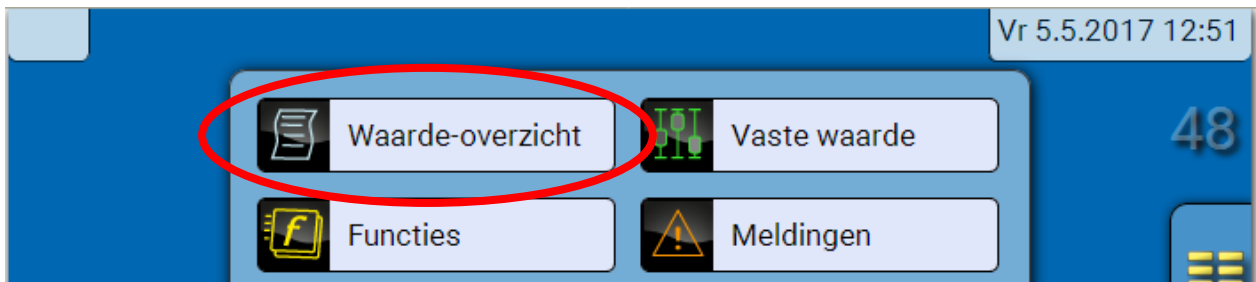 Vr 5.5.2017 12:51
Waarde-overzicht
Vaste waarde
48
Functies
Meldingen